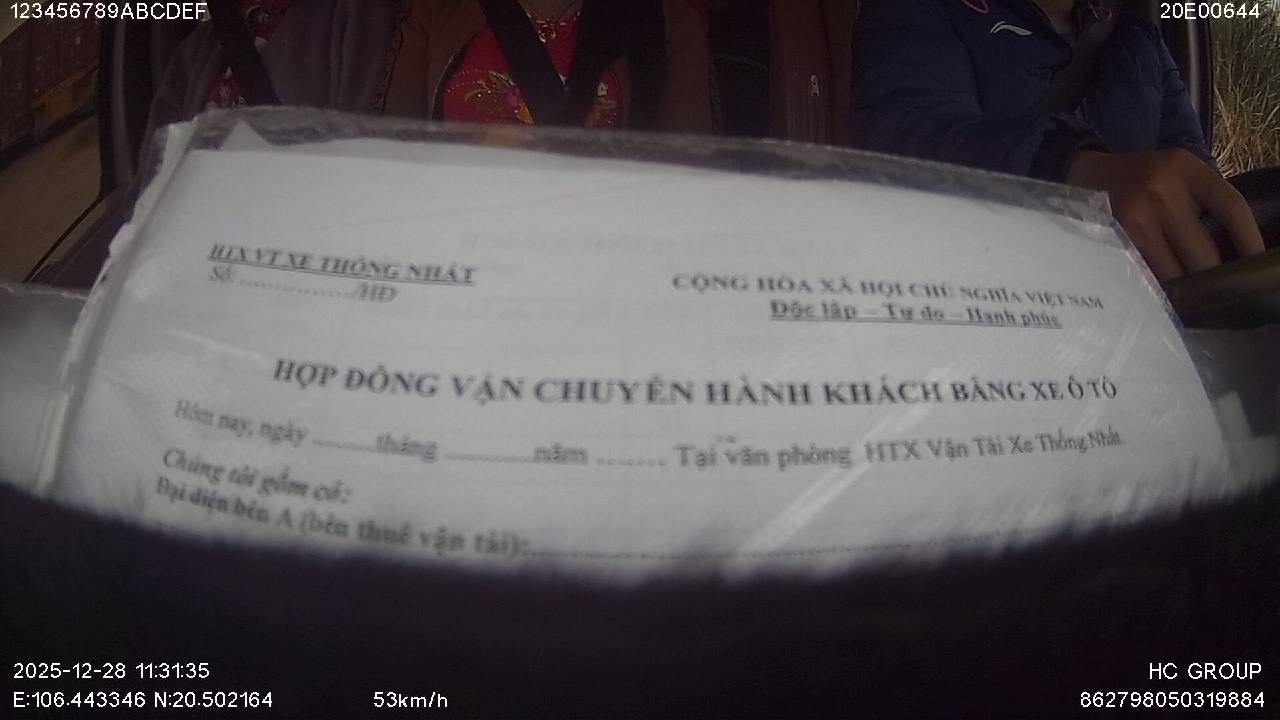 123456789ABCDEF
20E00644
HTX VT XE THỐNG NHẤT
Số: ................/HĐ
CỘNG HÒA XÃ HỘI CHỦ NGHĨA VIỆT NAM
Độc lập – Tự do – Hạnh phúc
HỢP ĐỒNG VẬN CHUYỂN HÀNH KHÁCH BẰNG XE Ô TÔ
Hôm nay, ngày ..........tháng ..............năm ....... Tại văn phòng HTX Vận Tải Xe Thống Nhất.
Chúng tôi gồm có:
Đại diện bên A (bên thuê vận tải):
2025-12-28 11:31:35
HC GROUP
E:106.443346 N:20.502164
53km/h
862798050319884